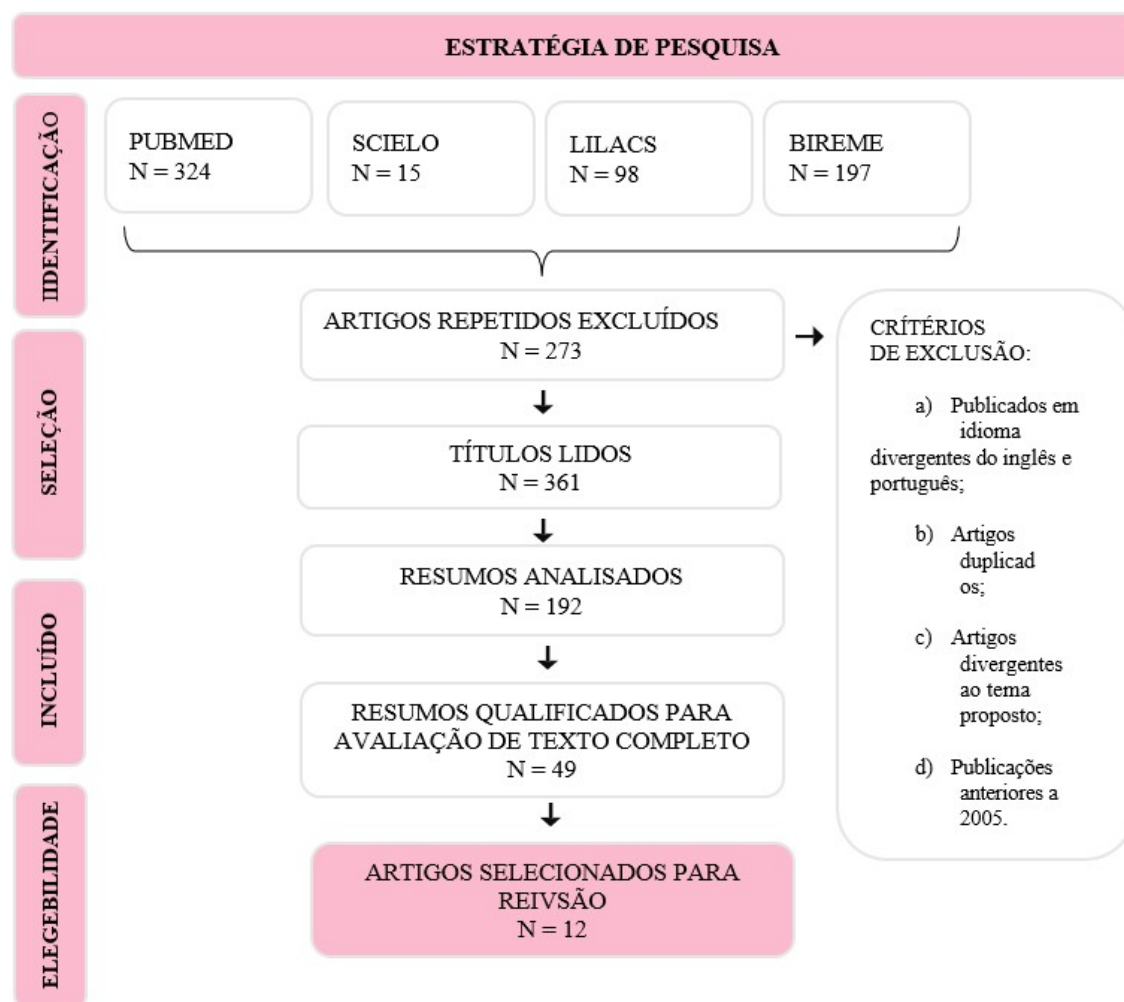 ESTRATÉGIA DE PESQUISA
IIDENTIFICAÇÃO
PUBMED
N = 324
SCIELO
N = 15
LILACS
N = 98
BIREME
N = 197
SELEÇÃO
ARTIGOS REPETIDOS EXCLUÍDOS
N = 273
TÍTULOS LIDOS
N = 361
INCLUÍDO
RESUMOS ANALISADOS
N = 192
RESUMOS QUALIFICADOS PARA
AVALIAÇÃO DE TEXTO COMPLETO
N = 49
ELEGEBILIDADE
ARTIGOS SELECIONADOS PARA
REIVSÃO
N = 12
CRÍTÉRIOS
DE EXCLUSÃO:
a) Publicados em
idioma
divergentes do inglês e
português;
b) Artigos
duplicad
os;
c) Artigos
divergentes
ao tema
proposto;
d) Publicações
anteriores a
2005.